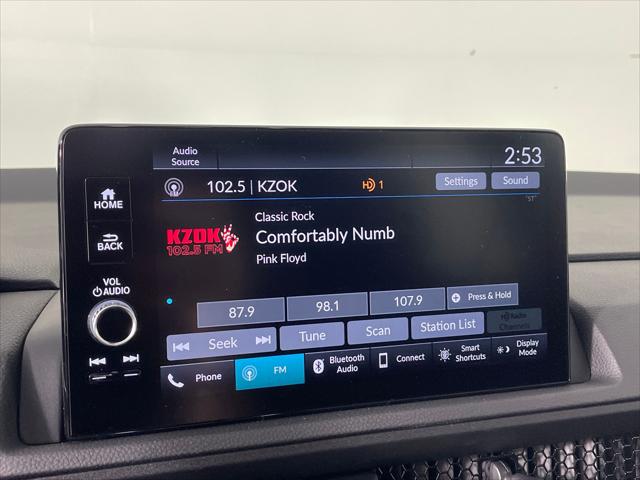 Audio Source
2:53
HOME
BACK
VOL
AUDIO
102.5 | KZOK
HD 1
Settings
Sound
"ST"
Classic Rock
KZOK
102.5 FM
Comfortably Numb
Pink Floyd
87.9
98.1
107.9
Press & Hold
Seek
Tune
Scan
Station List
HD Radio
Channels
Phone
FM
Bluetooth
Audio
Connect
Smart
Shortcuts
Display
Mode